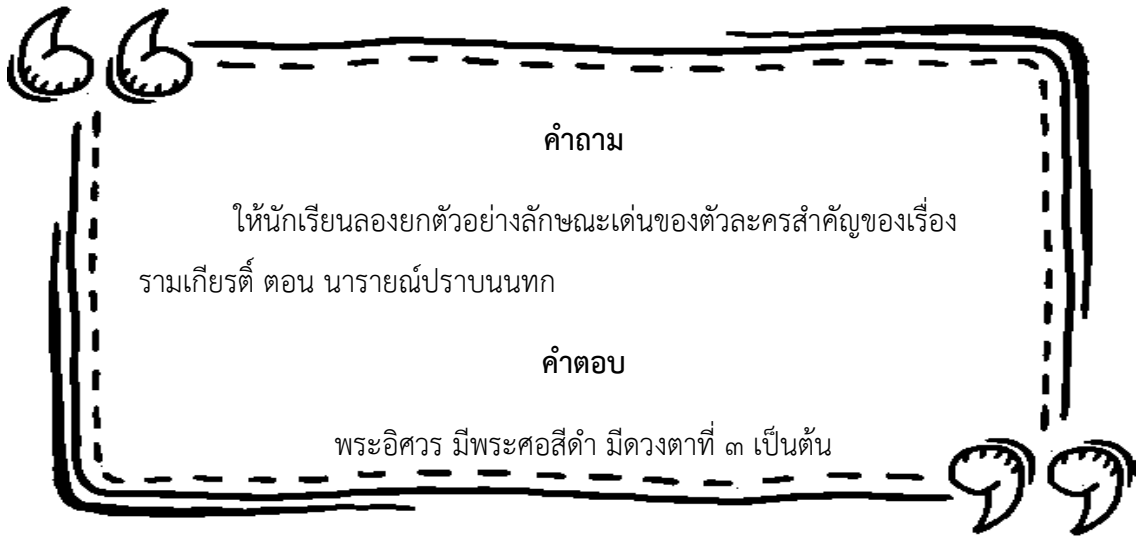 คำถาม
ให้นักเรียนลองยกตัวอย่างลักษณะเด่นของตัวละครสำคัญของเรื่อง
รามเกียรติ์ ตอน นารายณ์ปราบนนทก
คำตอบ
พระอิศวร มีพระศอสีดำ มีดวงตาที่ ๓ เป็นต้น